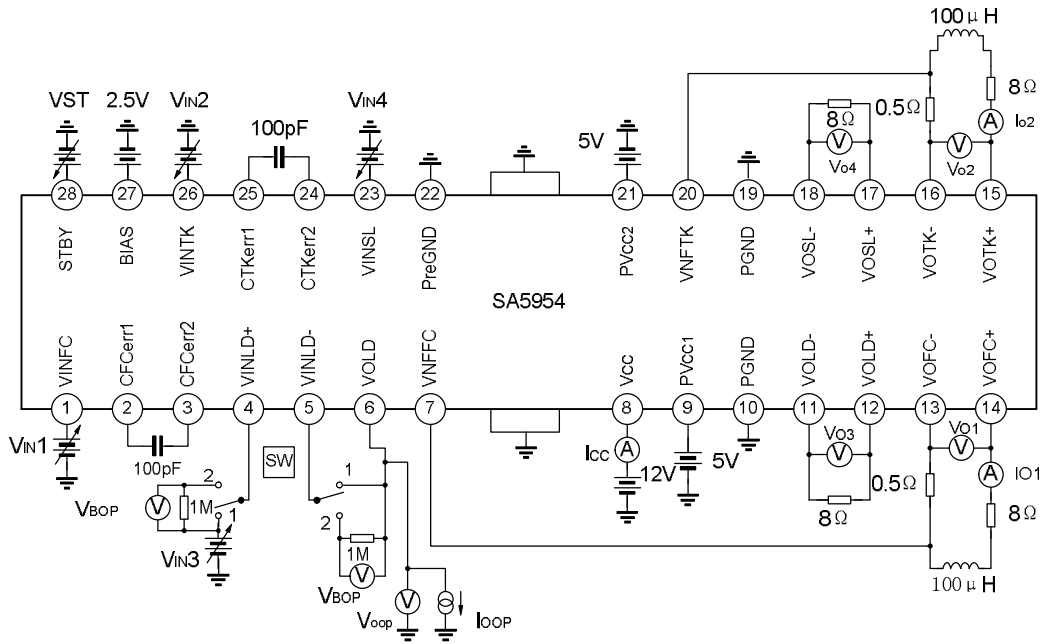 100μH
VST 2.5V VIN2 VIN4
8Ω
100pF
8Ω
0.5Ω
5V
A
Io2
V
Vo4
V
Vo2
28 27 26 25 24 23 22 21 20 19 18 17 16 15
STBY BIAS VINTK CTKerr1 CTKerr2 VINSL PreGND PVcc2 VNFTK PGND VOSL- VOSL+ VOTK- VOTK+
SA5954
VINFC CFCerr1 CFCerr2 VINLD+ VINLD- VOLD VNFFC Vcc PVcc1 PGND VOLD- VOLD+ VOFC- VOFC+
1 2 3 4 5 6 7 8 9 10 11 12 13 14
VIN1
100pF
SW
ICC
A
12V
5V
VO3
V
VO1
V
A
IO1
0.5Ω
8Ω
8Ω
2
1
VBOP
V
1M
1
2
VIN3
1M
VBOP
V
Voop
V
IOOP
100μH